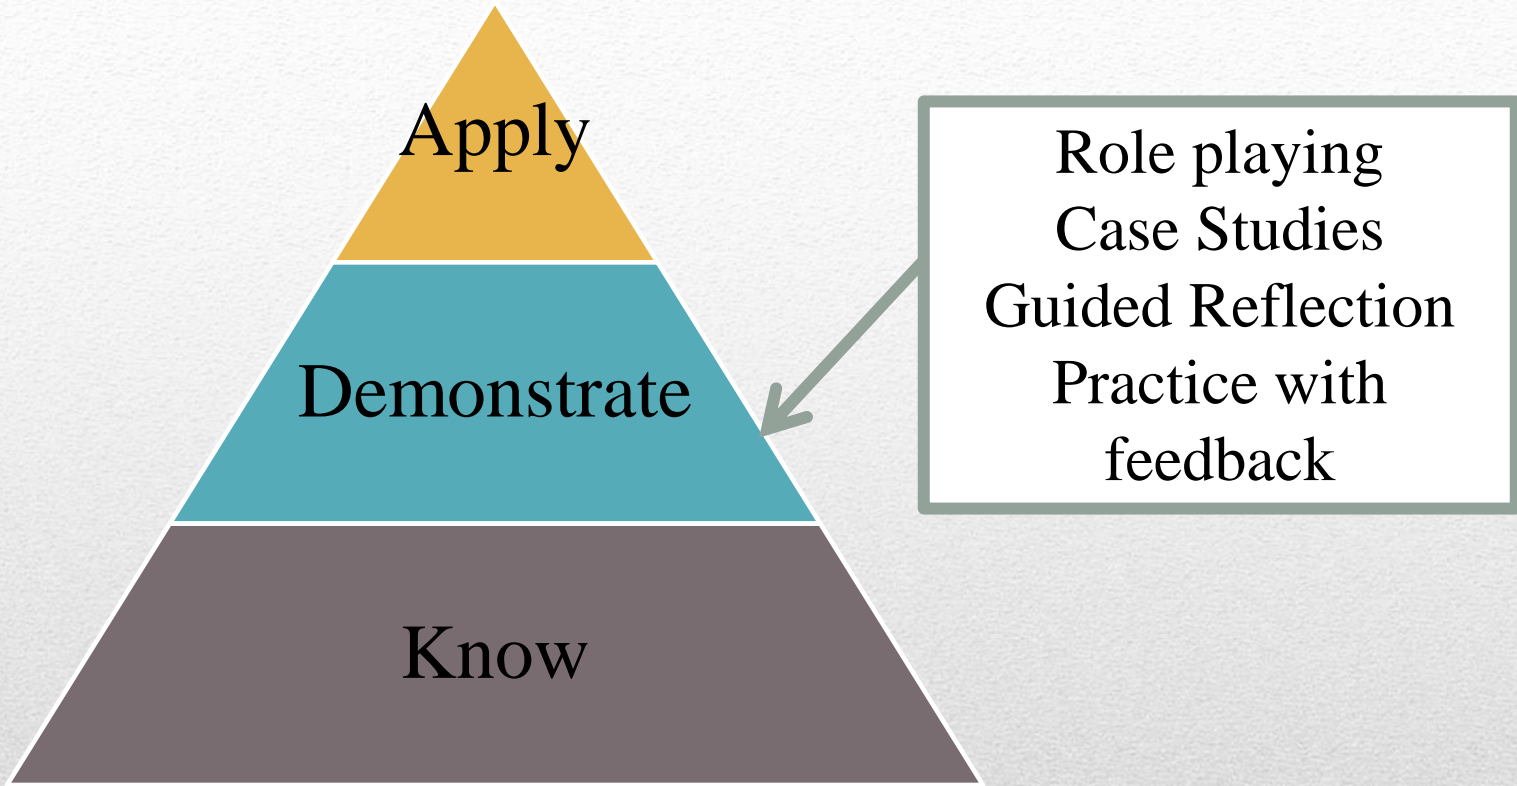 Apply
Demonstrate
Know
Role playing
Case Studies
Guided Reflection
Practice with
feedback